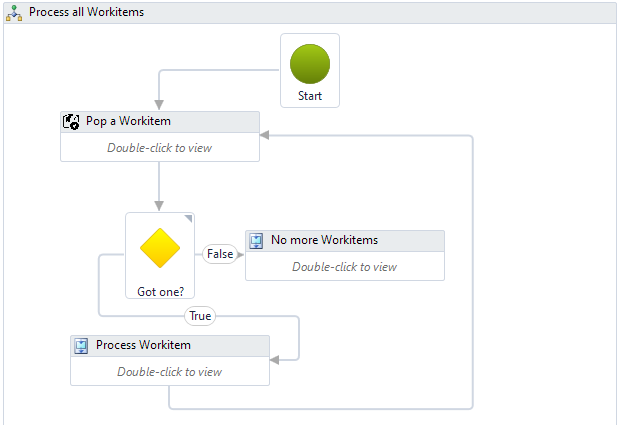 Process all Workitems
Start
Pop a Workitem
Double-click to view
No more Workitems
False
Double-click to view
Got one?
True
Process Workitem
Double-click to view